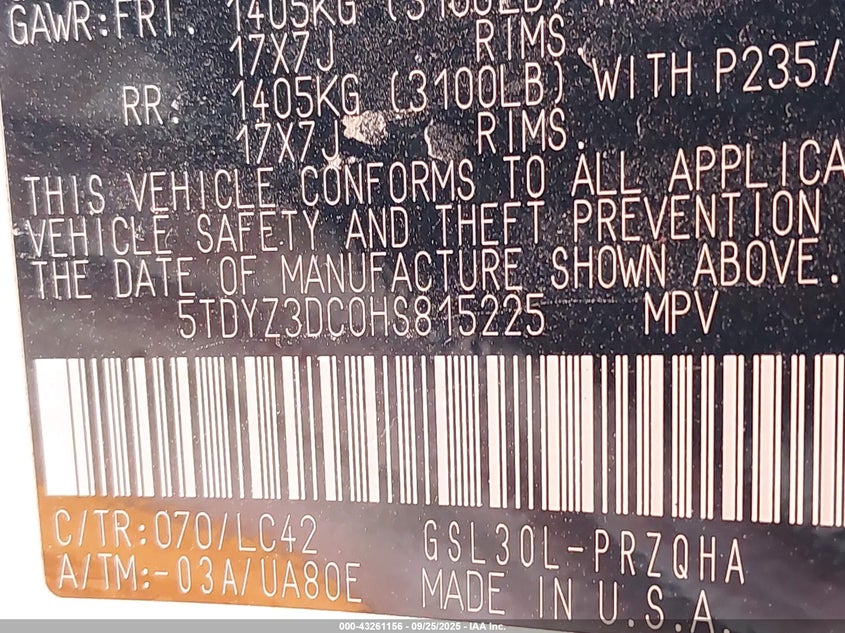 GAWR:FRT. 1405KG (3100LB)
17X7J RIMS.
RR: 1405KG (3100LB) WITH P235/
17X7J RIMS.
THIS VEHICLE CONFORMS TO ALL APPLICA
VEHICLE SAFETY AND THEFT PREVENTION
THE DATE OF MANUFACTURE SHOWN ABOVE.
5TDYZ3DC0HS815225 MPV
C/TR:070/LC42 GSL30L-PRZQHA
A/TM:-03A/UA80E MADE IN U.S.A.
000-43261156 - 09/25/2025 - IAA Inc.